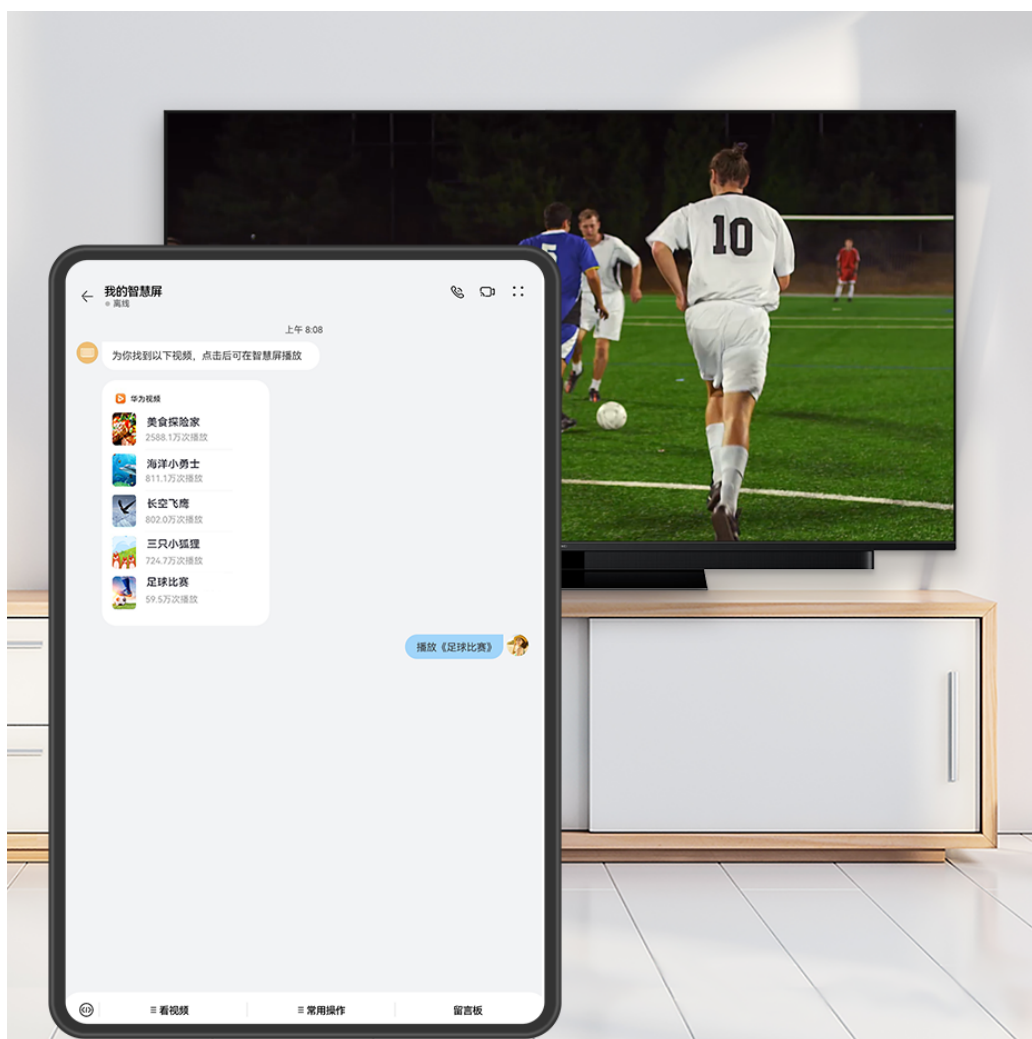 10
5
我的智慧屏
离线
上午 8:08
为你找到以下视频，点击后可在智慧屏播放
华为视频
美食探险家
2588.1万次播放
海洋小勇士
811.1万次播放
长空飞鹰
802.0万次播放
三只小狐狸
724.7万次播放
足球比赛
59.5万次播放
播放《足球比赛》
看视频
常用操作
留言板